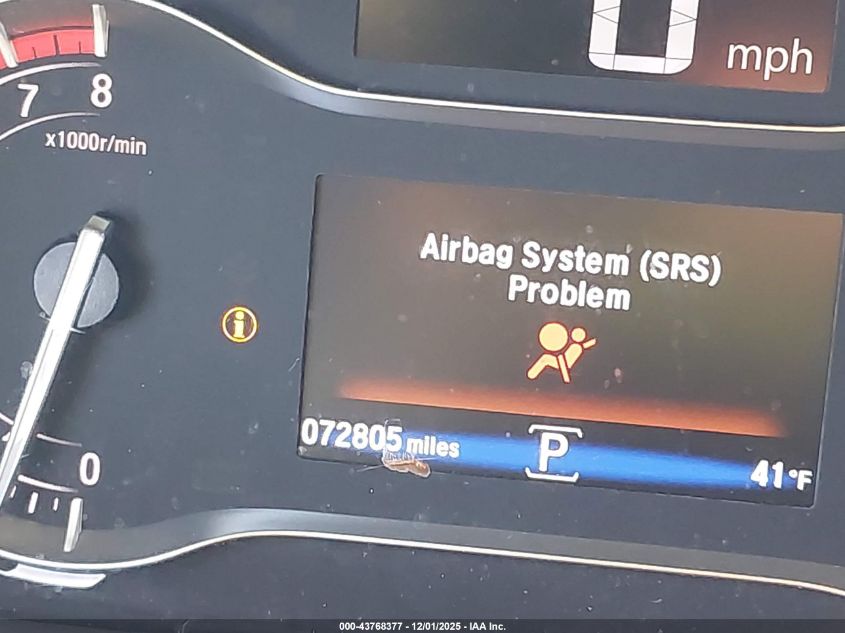 0 mph
7 8
x1000r/min
Airbag System (SRS)
Problem
i
072805 miles P 41°F
0
000-43768377 - 12/01/2025 - IAA Inc.